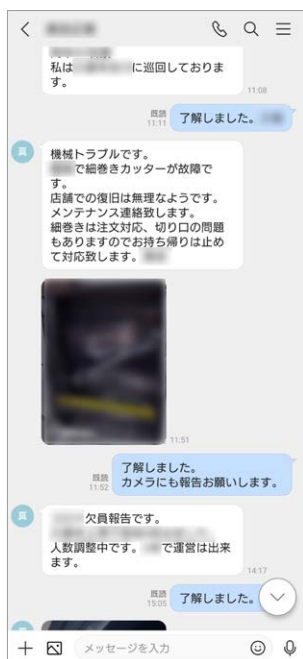 私は
に巡回しておりま
す。
11:08
既読
11:11
了解しました。
真
機械トラブルです。
で細巻きカッターが故障で
す。
店舗での復旧は無理なようです。
メンテナンス連絡致します。
細巻きは注文対応、切り口の問題
もありますのでお持ち帰りは止め
て対応致します。
11:51
既読
11:52
了解しました。
カメラにも報告お願いします。
真
欠員報告です。
人数調整中です。
で運営は出来
ます。
14:17
既読
15:05
了解しました。
真
メッセージを入力